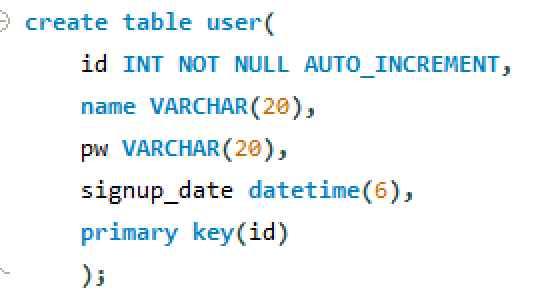 create table user(
id INT NOT NULL AUTO_INCREMENT,
name VARCHAR(20),
pw VARCHAR(20),
signup_date datetime(6),
primary key(id)
);